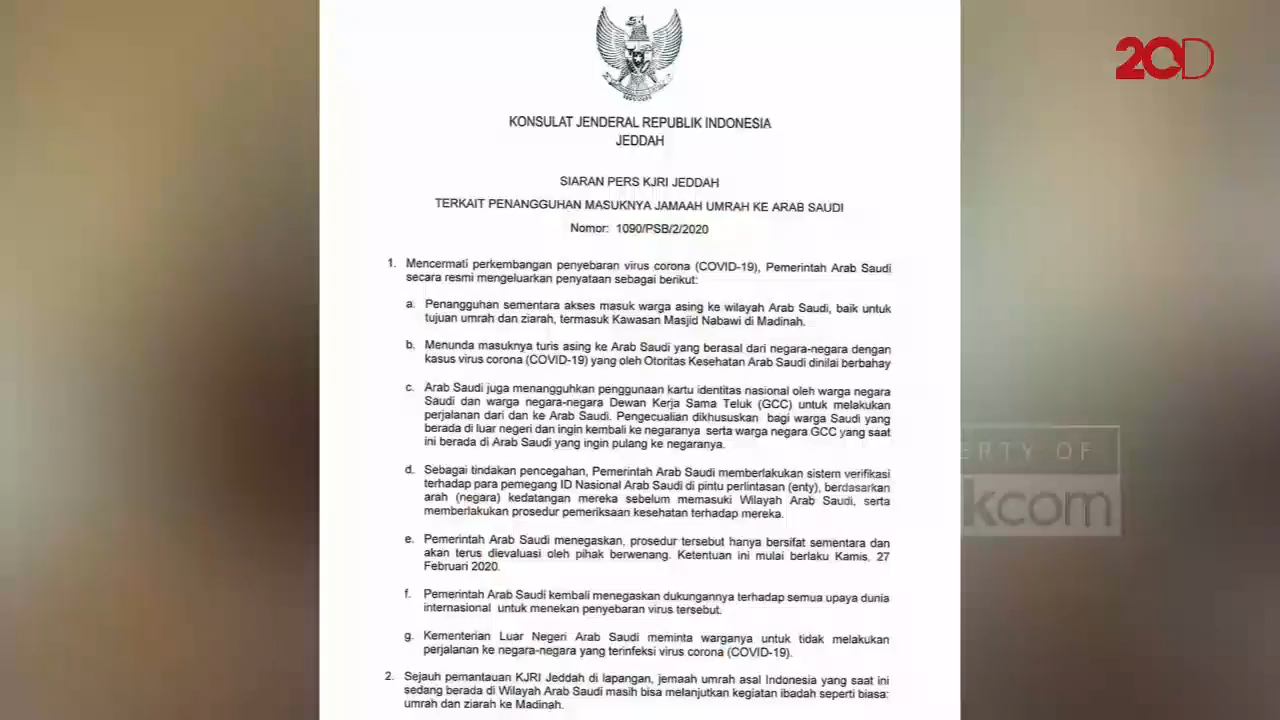 20D
KONSULAT JENDERAL REPUBLIK INDONESIA
JEDDAH
SIARAN PERS KJRI JEDDAH
TERKAIT PENANGGUHAN MASUKNYA JAMAAH UMRAH KE ARAB SAUDI
Nomor: 1090/PSB/2/2020
1. Mencermati perkembangan penyebaran virus corona (COVID-19), Pemerintah Arab Saudi
secara resmi mengeluarkan penyataan sebagai berikut:
a. Penangguhan sementara akses masuk warga asing ke wilayah Arab Saudi, baik untuk
tujuan umrah dan ziarah, termasuk Kawasan Masjid Nabawi di Madinah.
b. Menunda masuknya turis asing ke Arab Saudi yang berasal dari negara-negara dengan
kasus virus corona (COVID-19) yang oleh Otoritas Kesehatan Arab Saudi dinilai berbahay
c. Arab Saudi juga menangguhkan penggunaan kartu identitas nasional oleh warga negara
Saudi dan warga negara-negara Dewan Kerja Sama Teluk (GCC) untuk melakukan
perjalanan dari dan ke Arab Saudi. Pengecualian dikhususkan bagi warga Saudi yang
berada di luar negeri dan ingin kembali ke negaranya serta warga negara GCC yang saat
ini berada di Arab Saudi yang ingin pulang ke negaranya.
d. Sebagai tindakan pencegahan, Pemerintah Arab Saudi memberlakukan sistem verifikasi
terhadap para pemegang ID Nasional Arab Saudi di pintu perlintasan (enty), berdasarkan
arah (negara) kedatangan mereka sebelum memasuki Wilayah Arab Saudi, serta
memberlakukan prosedur pemeriksaan kesehatan terhadap mereka.
e. Pemerintah Arab Saudi menegaskan, prosedur tersebut hanya bersifat sementara dan
akan terus dievaluasi oleh pihak berwenang. Ketentuan ini mulai berlaku Kamis, 27
Februari 2020.
f. Pemerintah Arab Saudi kembali menegaskan dukungannya terhadap semua upaya dunia
internasional untuk menekan penyebaran virus tersebut.
g. Kementerian Luar Negeri Arab Saudi meminta warganya untuk tidak melakukan
perjalanan ke negara-negara yang terinfeksi virus corona (COVID-19).
2. Sejauh pemantauan KJRI Jeddah di lapangan, jemaah umrah asal Indonesia yang saat ini
sedang berada di Wilayah Arab Saudi masih bisa melanjutkan kegiatan ibadah seperti biasa:
umrah dan ziarah ke Madinah.
ERTY OF
kcom